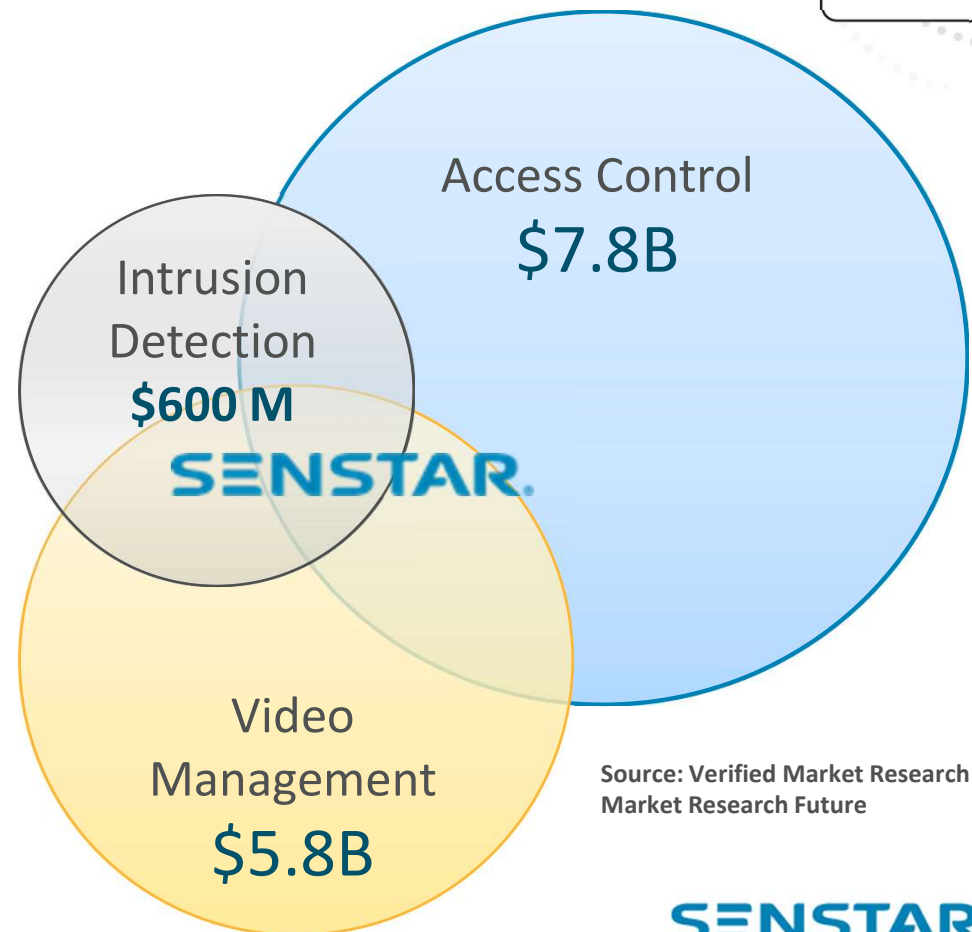 Access Control
$7.8B
Intrusion
Detection
$600 M
SENSTAR.
Video
Management
$5.8B
Source: Verified Market Research
Market Research Future
SENSTAR